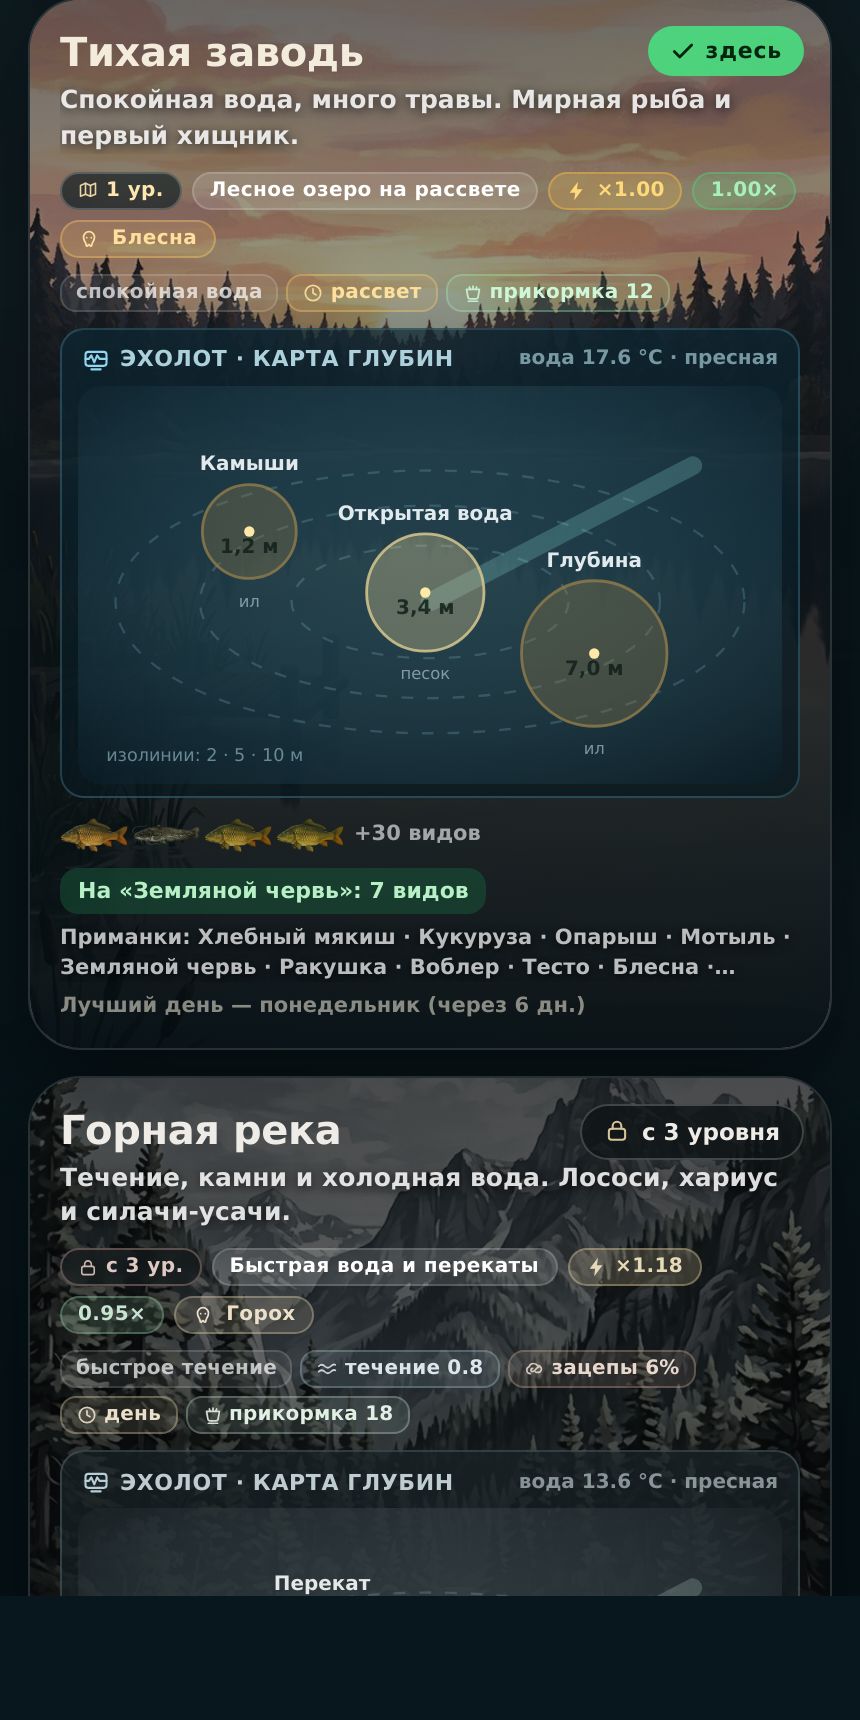 Тихая заводь
здесь
Спокойная вода, много травы. Мирная рыба и
первый хищник.
1 ур.
Лесное озеро на рассвете
×1.00
1.00×
Блесна
спокойная вода
рассвет
прикормка 12
ЭХОЛОТ · КАРТА ГЛУБИН
вода 17.6 °C · пресная
Камыши
1,2 м
ил
Открытая вода
3,4 м
песок
Глубина
7,0 м
ил
изолинии: 2 · 5 · 10 м
+30 видов
На «Земляной червь»: 7 видов
Приманки: Хлебный мякиш · Кукуруза · Опарыш · Мотыль ·
Земляной червь · Ракушка · Воблер · Тесто · Блесна ·…
Лучший день — понедельник (через 6 дн.)
Горная река
с 3 уровня
Течение, камни и холодная вода. Лососи, хариус
и силачи-усачи.
с 3 ур.
Быстрая вода и перекаты
×1.18
0.95×
Горох
быстрое течение
течение 0.8
зацепы 6%
день
прикормка 18
ЭХОЛОТ · КАРТА ГЛУБИН
вода 13.6 °C · пресная
Перекат